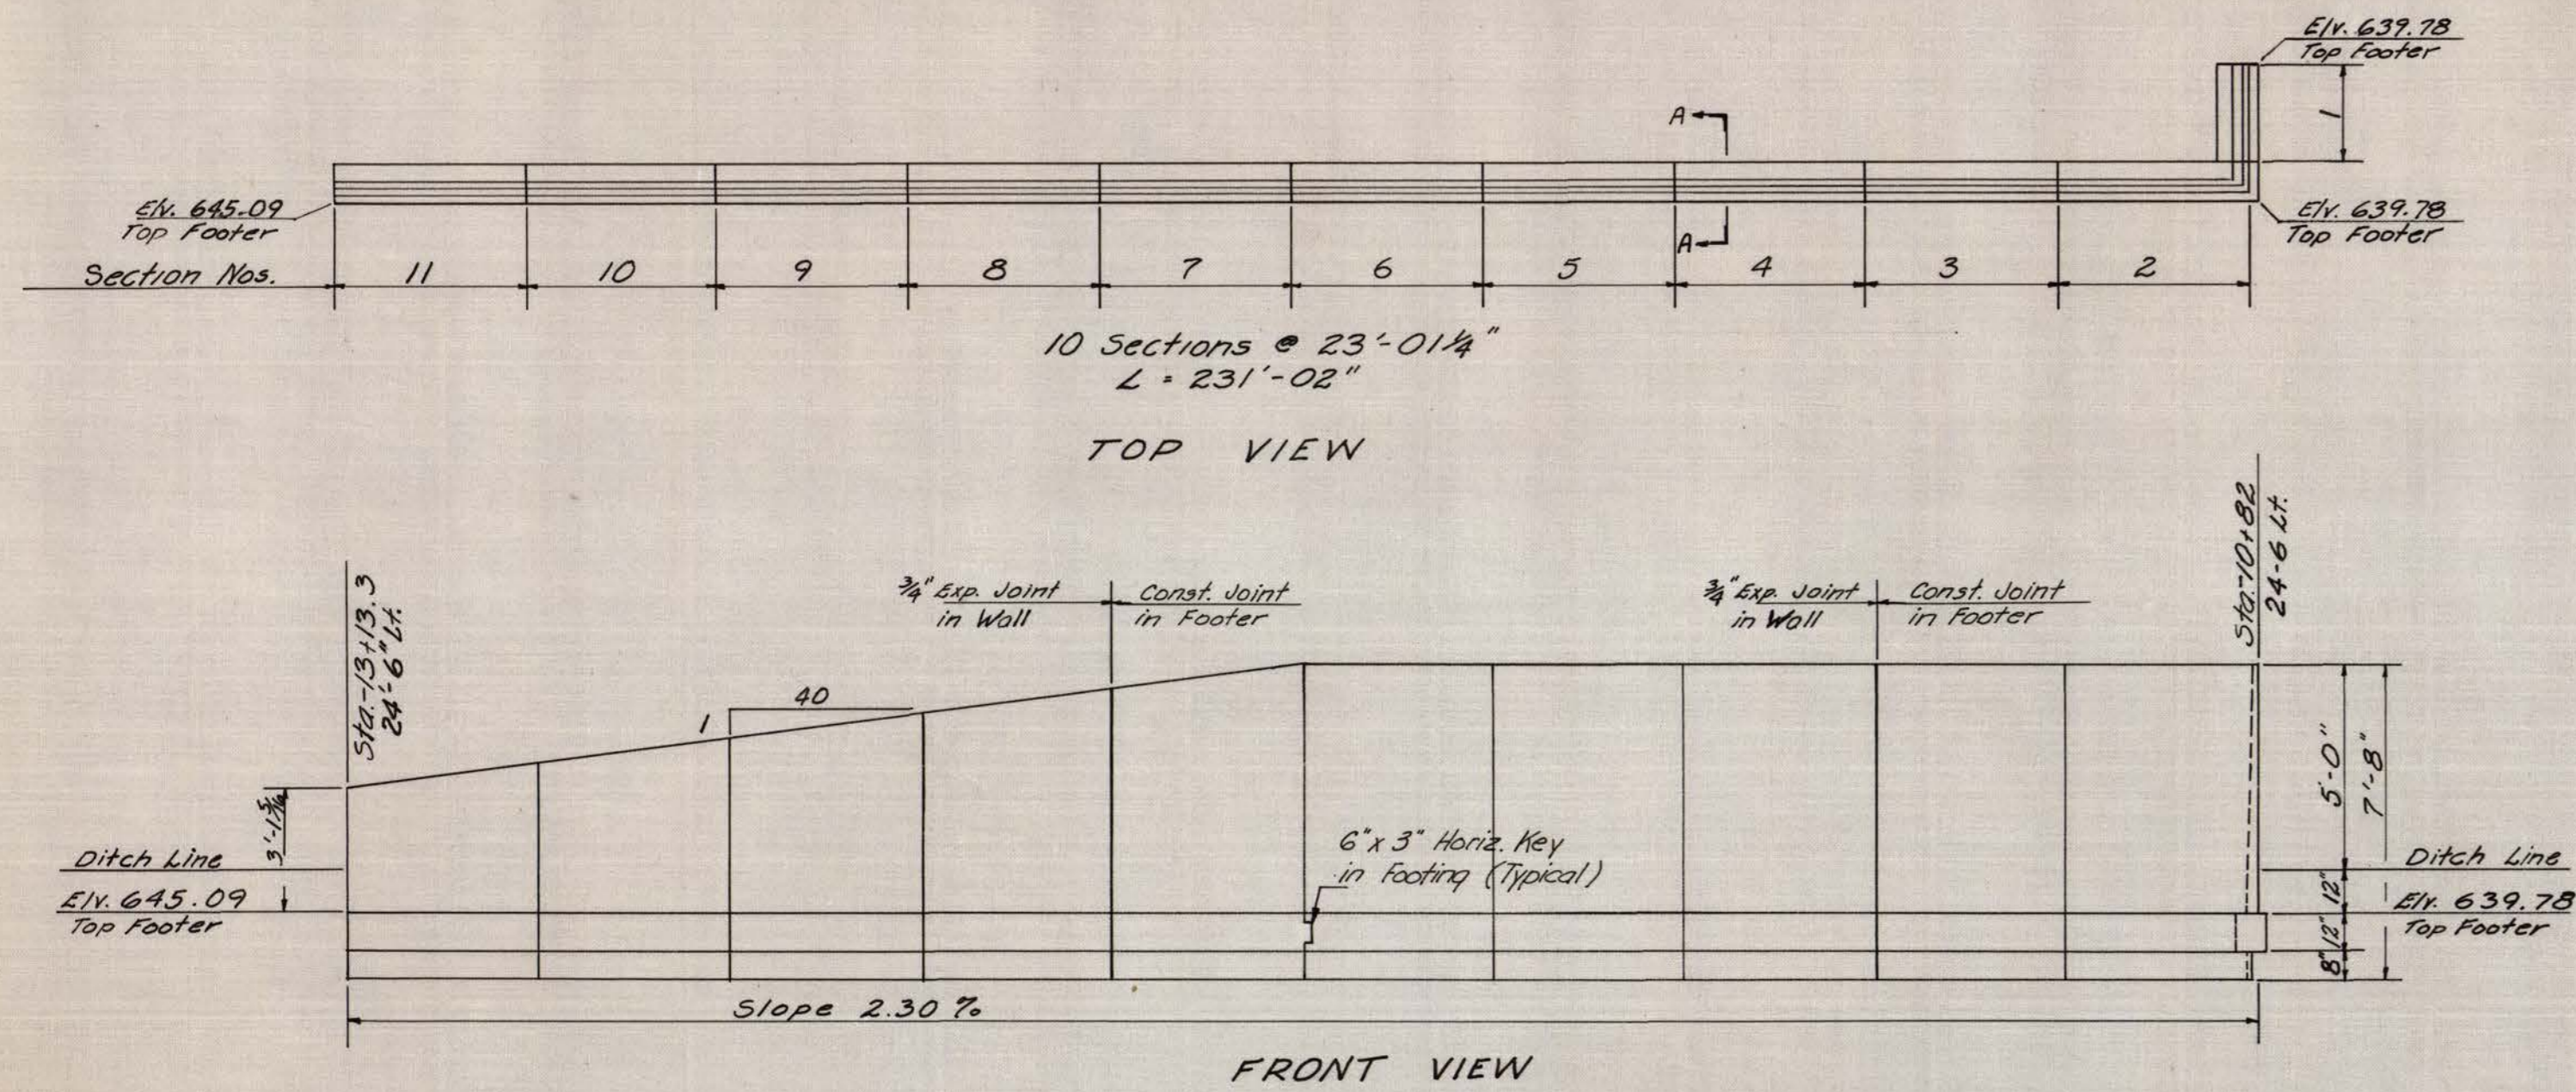 Elv. 639.78
Top Footer
A
1
Elv. 645.09
Top Footer
A
Elv. 639.78
Top Footer
Section Nos.
11
10
9
8
7
6
5
4
3
2
10 Sections @ 23'-01¼"
L = 231'-02"
TOP VIEW
Sta.-13+13.3
24'-6" Lt.
¾" Exp. Joint
in Wall
Const. Joint
in Footer
¾" Exp. Joint
in Wall
Const. Joint
in Footer
Sta.-10+82
24-6 Lt.
1
40
3'-1 5/16"
5'-0"
7'-8"
6" x 3" Horiz. Key
in Footing (Typical)
Ditch Line
Elv. 645.09
Top Footer
Ditch Line
12"
Elv. 639.78
Top Footer
12"
8"
Slope 2.30 %
FRONT VIEW